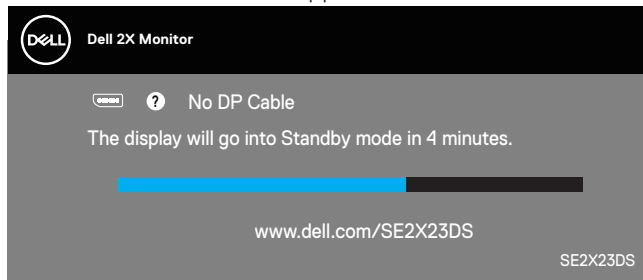 DELL
Dell 2X Monitor
? No DP Cable
The display will go into Standby mode in 4 minutes.
www.dell.com/SE2X23DS
SE2X23DS